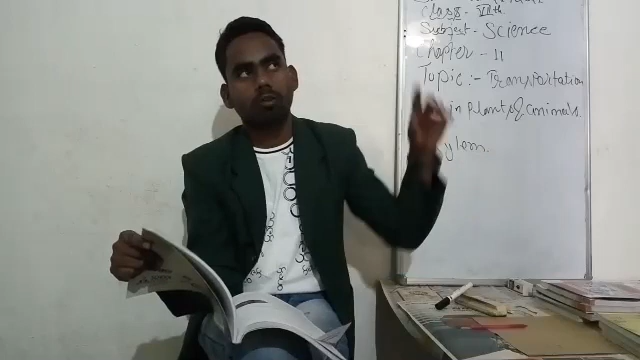 Class - VIIth
Subject - Science
Chapter - 11
Topic :- Transportation
in Plants & animals.
ylem.